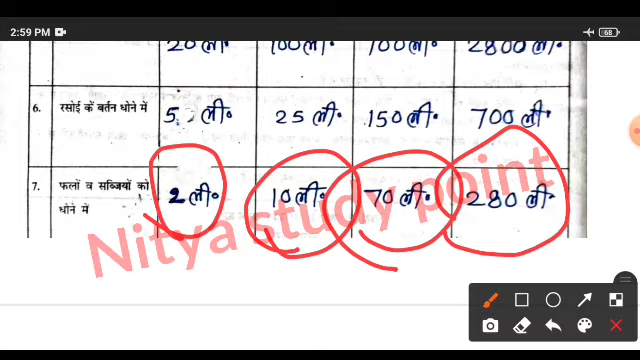 2:59 PM
68
20 ली॰ 100 ली॰ 100 ली॰ 2800 ली॰
6. रसोई के बर्तन धोने में 5 ली॰ 25 ली॰ 150 ली॰ 700 ली॰
7. फलों व सब्जियों को 2 ली॰ 10 ली॰ 70 ली॰ 280 ली॰
धोने में
Nitya study point